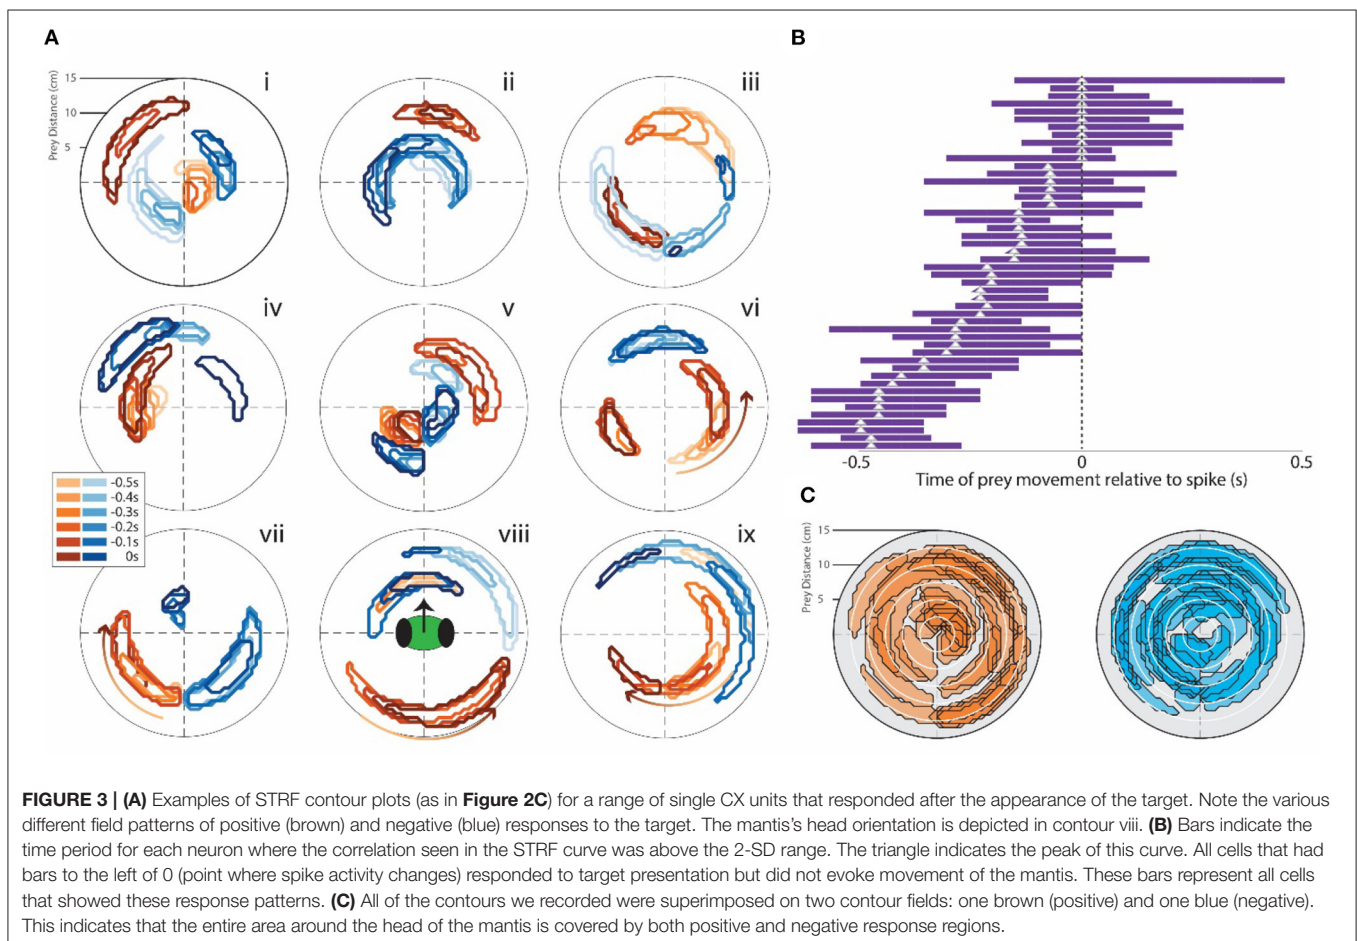 A
B
i
ii
iii
Prey Distance (cm)
15
10
5
iv
v
vi
-0.5s
-0.4s
-0.3s
-0.2s
-0.1s
0s
-0.5
0
0.5
Time of prey movement relative to spike (s)
C
vii
viii
ix
Prey Distance (cm)
15
10
5
FIGURE 3 | (A) Examples of STRF contour plots (as in Figure 2C) for a range of single CX units that responded after the appearance of the target. Note the various
different field patterns of positive (brown) and negative (blue) responses to the target. The mantis's head orientation is depicted in contour viii. (B) Bars indicate the
time period for each neuron where the correlation seen in the STRF curve was above the 2-SD range. The triangle indicates the peak of this curve. All cells that had
bars to the left of 0 (point where spike activity changes) responded to target presentation but did not evoke movement of the mantis. These bars represent all cells
that showed these response patterns. (C) All of the contours we recorded were superimposed on two contour fields: one brown (positive) and one blue (negative).
This indicates that the entire area around the head of the mantis is covered by both positive and negative response regions.